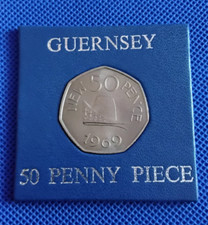 GUERNSEY
NEW 50 PENCE
1969
50 PENNY PIECE